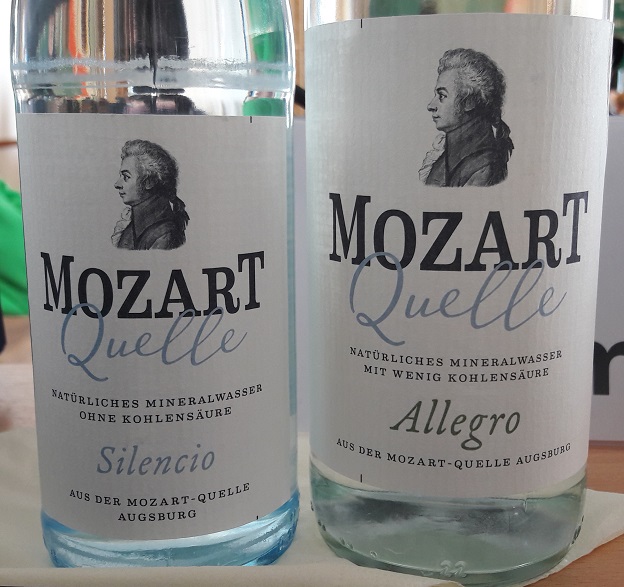 MOZART
Quelle
NATÜRLICHES MINERALWASSER
OHNE KOHLENSÄURE
Silencio
AUS DER MOZART-QUELLE
AUGSBURG
MOZART
Quelle
NATÜRLICHES MINERALWASSER
MIT WENIG KOHLENSÄURE
Allegro
AUS DER MOZART-QUELLE AUGSBURG